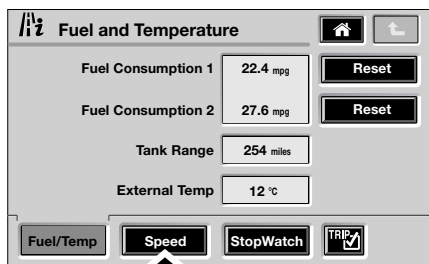 i Fuel and Temperature
Fuel Consumption 1 22.4 mpg Reset
Fuel Consumption 2 27.6 mpg Reset
Tank Range 254 miles
External Temp 12 °C
Fuel/Temp Speed StopWatch TRIP